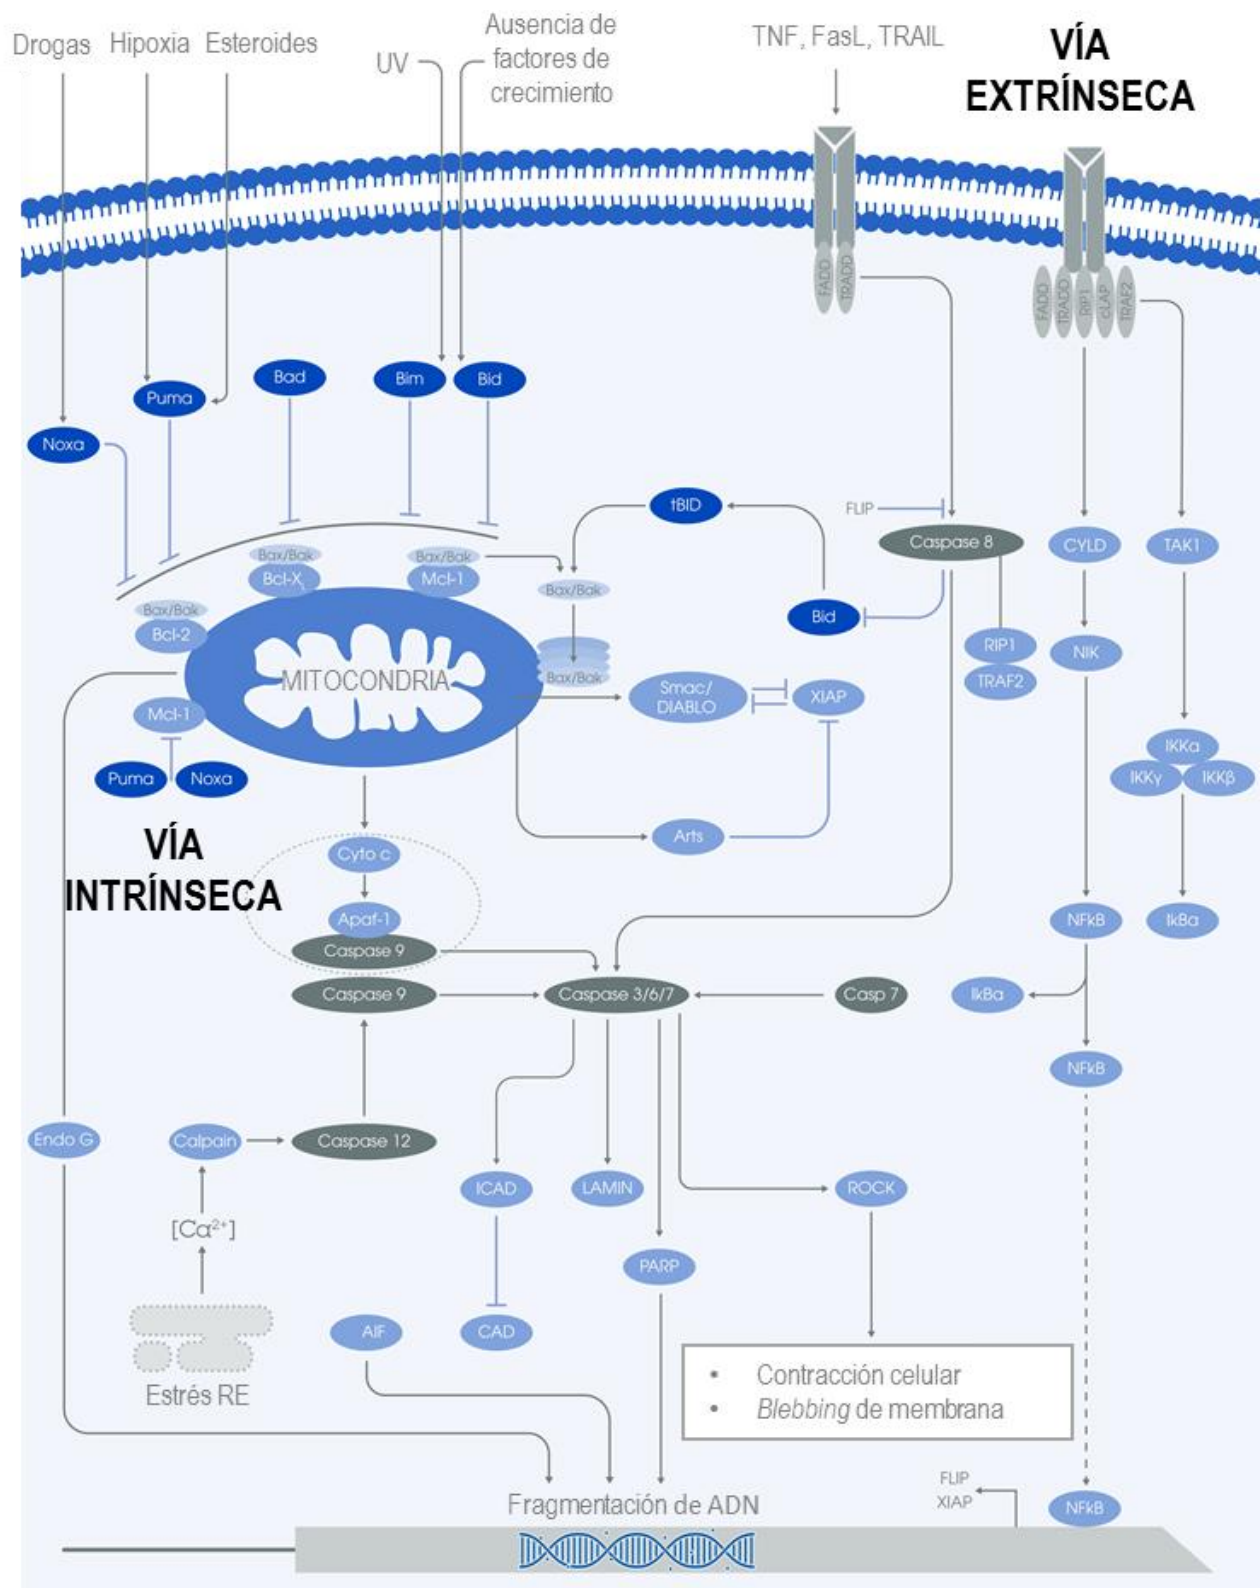 Drogas
Hipoxia
Esteroides
UV
Ausencia de
factores de
crecimiento
TNF, FasL, TRAIL
VÍA
EXTRÍNSECA
FADD
TRADD
FADD
TRADD
RIP1
cLAP
TRAF2
Bad
Bim
Bid
Puma
Noxa
tBID
FLIP
Caspase 8
CYLD
TAK1
Bax/Bak
Bcl-XL
Bax/Bak
Mcl-1
Bax/Bak
Bax/Bak
Bcl-2
Bid
RIP1
TRAF2
NIK
MITOCONDRIA
Bax/Bak
Smac/
DIABLO
XIAP
Mcl-1
IKKα
IKKγ
IKKβ
Puma
Noxa
VÍA
INTRÍNSECA
Arts
Cyto c
Apaf-1
Caspase 9
NFkB
IkBα
Caspase 9
Caspase 3/6/7
Casp 7
IkBα
NFkB
Endo G
Calpain
Caspase 12
ICAD
LAMIN
ROCK
[Ca²⁺]
PARP
AIF
CAD
Estrés RE
• Contracción celular
• Blebbing de membrana
Fragmentación de ADN
FLIP
XIAP
NFkB